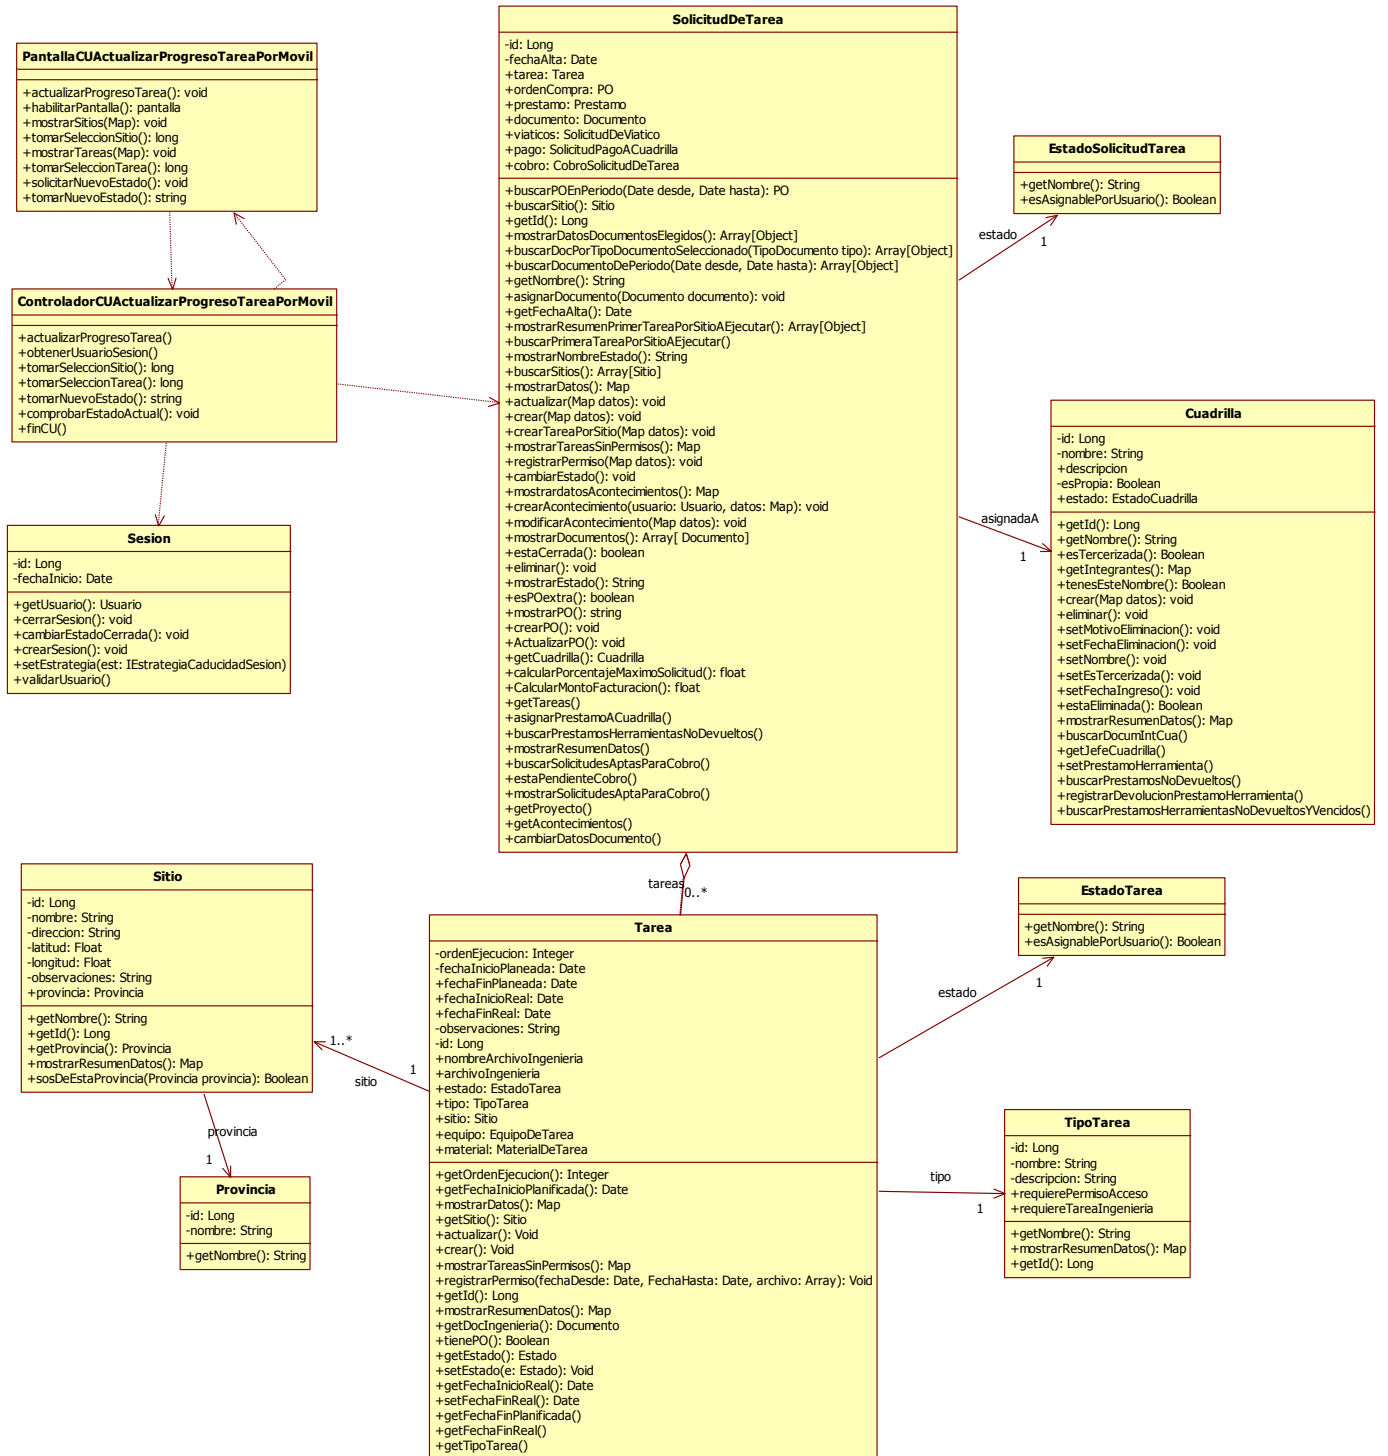 SolicitudDeTarea
-id: Long
-fechaAlta: Date
+tarea: Tarea
+ordenCompra: PO
+prestamo: Prestamo
+documento: Documento
+viaticos: SolicitudDeViatico
+pago: SolicitudPagoACuadrilla
+cobro: CobroSolicitudDeTarea
+buscarPOEnPeriodo(Date desde, Date hasta): PO
+buscarSitio(): Sitio
+getId(): Long
+mostrarDatosDocumentosElegidos(): Array[Object]
+buscarDocPorTipoDocumentoSeleccionado(TipoDocumento tipo): Array[Object]
+buscarDocumentoDePeriodo(Date desde, Date hasta): Array[Object]
+getNombre(): String
+asignarDocumento(Documento documento): void
+getFechaAlta(): Date
+mostrarResumenPrimerTareaPorSitioAEjecutar(): Array[Object]
+buscarPrimeraTareaPorSitioAEjecutar()
+mostrarNombreEstado(): String
+buscarSitios(): Array[Sitio]
+mostrarDatos(): Map
+actualizar(Map datos): void
+crear(Map datos): void
+crearTareaPorSitio(Map datos): void
+mostrarTareasSinPermisos(): Map
+registrarPermiso(Map datos): void
+cambiarEstado(): void
+mostrardatosAcontecimientos(): Map
+crearAcontecimiento(usuario: Usuario, datos: Map): void
+modificarAcontecimiento(Map datos): void
+mostrarDocumentos(): Array[ Documento]
+estaCerrada(): boolean
+eliminar(): void
+mostrarEstado(): String
+esPOextra(): boolean
+mostrarPO(): string
+crearPO(): void
+ActualizarPO(): void
+getCuadrilla(): Cuadrilla
+calcularPorcentajeMaximoSolicitud(): float
+CalcularMontoFacturacion(): float
+getTareas()
+asignarPrestamoACuadrilla()
+buscarPrestamosHerramientasNoDevueltos()
+mostrarResumenDatos()
+buscarSolicitudesAptasParaCobro()
+estaPendienteCobro()
+mostrarSolicitudesAptaParaCobro()
+getProyecto()
+getAcontecimientos()
+cambiarDatosDocumento()
PantallaCUActualizarProgresoTareaPorMovil
+actualizarProgresoTarea(): void
+habilitarPantalla(): pantalla
+mostrarSitios(Map): void
+tomarSeleccionSitio(): long
+mostrarTareas(Map): void
+tomarSeleccionTarea(): long
+solicitarNuevoEstado(): void
+tomarNuevoEstado(): string
ControladorCUActualizarProgresoTareaPorMovil
+actualizarProgresoTarea()
+obtenerUsuarioSesion()
+tomarSeleccionSitio(): long
+tomarSeleccionTarea(): long
+tomarNuevoEstado(): string
+comprobarEstadoActual(): void
+finCU()
Sesion
-id: Long
-fechaInicio: Date
+getUsuario(): Usuario
+cerrarSesion(): void
+cambiarEstadoCerrada(): void
+crearSesion(): void
+setEstrategia(est: IEstrategiaCaducidadSesion)
+validarUsuario()
EstadoSolicitudTarea
+getNombre(): String
+esAsignablePorUsuario(): Boolean
estado
1
Cuadrilla
-id: Long
-nombre: String
+descripcion
-esPropia: Boolean
+estado: EstadoCuadrilla
+getId(): Long
+getNombre(): String
+esTercerizada(): Boolean
+getIntegrantes(): Map
+tenesEsteNombre(): Boolean
+crear(Map datos): void
+eliminar(): void
+setMotivoEliminacion(): void
+setFechaEliminacion(): void
+setNombre(): void
+setEsTercerizada(): void
+setFechaIngreso(): void
+estaEliminada(): Boolean
+mostrarResumenDatos(): Map
+buscarDocumIntCua()
+getJefeCuadrilla()
+setPrestamoHerramienta()
+buscarPrestamosNoDevueltos()
+registrarDevolucionPrestamoHerramienta()
+buscarPrestamosHerramientasNoDevueltosYVencidos()
asignadaA
1
tareas
0..*
Sitio
-id: Long
-nombre: String
-direccion: String
-latitud: Float
-longitud: Float
-observaciones: String
+provincia: Provincia
+getNombre(): String
+getId(): Long
+getProvincia(): Provincia
+mostrarResumenDatos(): Map
+sosDeEstaProvincia(Provincia provincia): Boolean
1..*
sitio
1
provincia
1
Provincia
-id: Long
-nombre: String
+getNombre(): String
Tarea
-ordenEjecucion: Integer
-fechaInicioPlaneada: Date
+fechaFinPlaneada: Date
+fechaInicioReal: Date
+fechaFinReal: Date
-observaciones: String
-id: Long
+nombreArchivoIngenieria
+archivoIngenieria
+estado: EstadoTarea
+tipo: TipoTarea
+sitio: Sitio
+equipo: EquipoDeTarea
+material: MaterialDeTarea
+getOrdenEjecucion(): Integer
+getFechaInicioPlanificada(): Date
+mostrarDatos(): Map
+getSitio(): Sitio
+actualizar(): Void
+crear(): Void
+mostrarTareasSinPermisos(): Map
+registrarPermiso(fechaDesde: Date, FechaHasta: Date, archivo: Array): Void
+getId(): Long
+mostrarResumenDatos(): Map
+getDocIngenieria(): Documento
+tienePO(): Boolean
+getEstado(): Estado
+setEstado(e: Estado): Void
+getFechaInicioReal(): Date
+setFechaFinReal(): Date
+getFechaFinPlanificada()
+getFechaFinReal()
+getTipoTarea()
EstadoTarea
+getNombre(): String
+esAsignablePorUsuario(): Boolean
estado
1
TipoTarea
-id: Long
-nombre: String
-descripcion: String
+requierePermisoAcceso
+requiereTareaIngenieria
+getNombre(): String
+mostrarResumenDatos(): Map
+getId(): Long
tipo
1